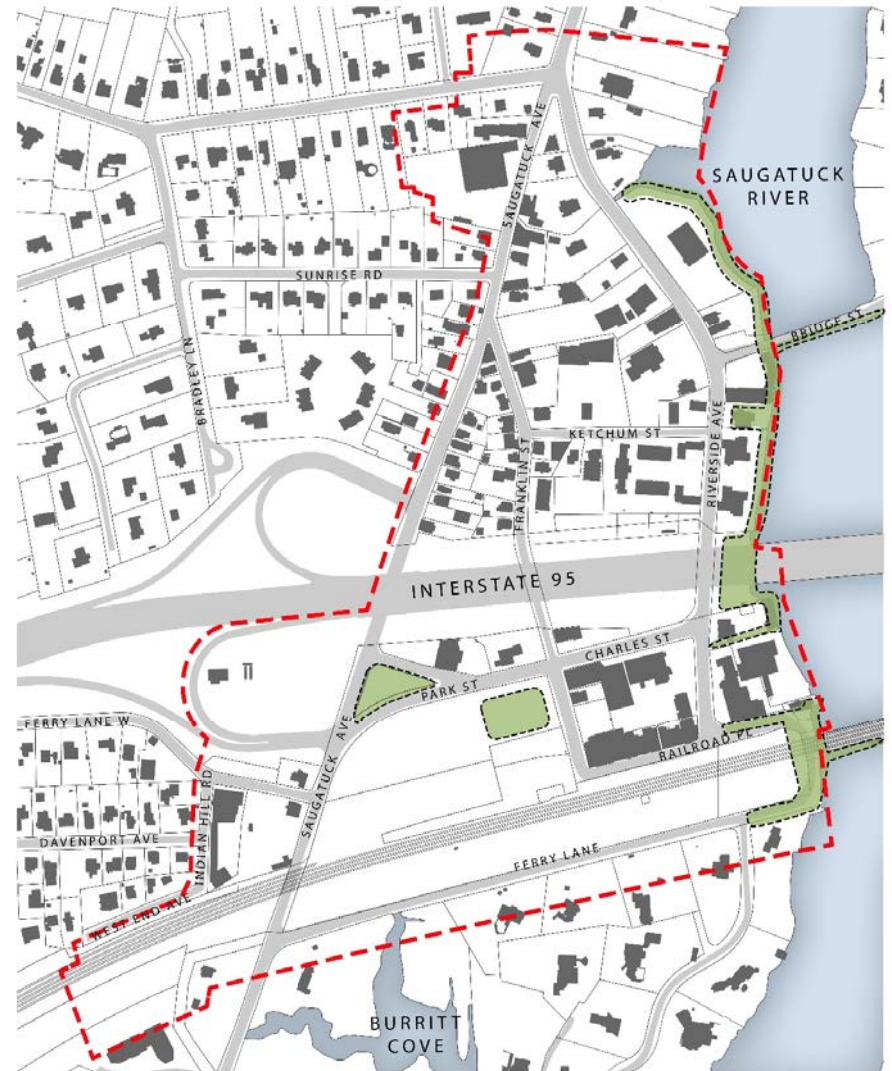 SAUGATUCK AVE
SAUGATUCK
RIVER
SUNRISE RD
BRIDGE ST
BRADLEY LN
KETCHUM ST
FRANKLIN ST
RIVERSIDE AVE
INTERSTATE 95
CHARLES ST
PARK ST
FERRY LANE W
SAUGATUCK AVE
RAILROAD PL
INDIAN HILL RD
DAVENPORT AVE
FERRY LANE
WEST END AVE
BURRITT
COVE